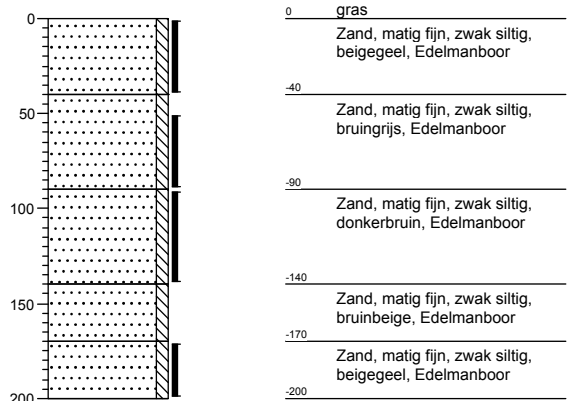 0
50
100
150
200
0 gras
Zand, matig fijn, zwak siltig,
beigegeel, Edelmanboor
-40
Zand, matig fijn, zwak siltig,
bruingrijs, Edelmanboor
-90
Zand, matig fijn, zwak siltig,
donkerbruin, Edelmanboor
-140
Zand, matig fijn, zwak siltig,
bruinbeige, Edelmanboor
-170
Zand, matig fijn, zwak siltig,
beigegeel, Edelmanboor
-200